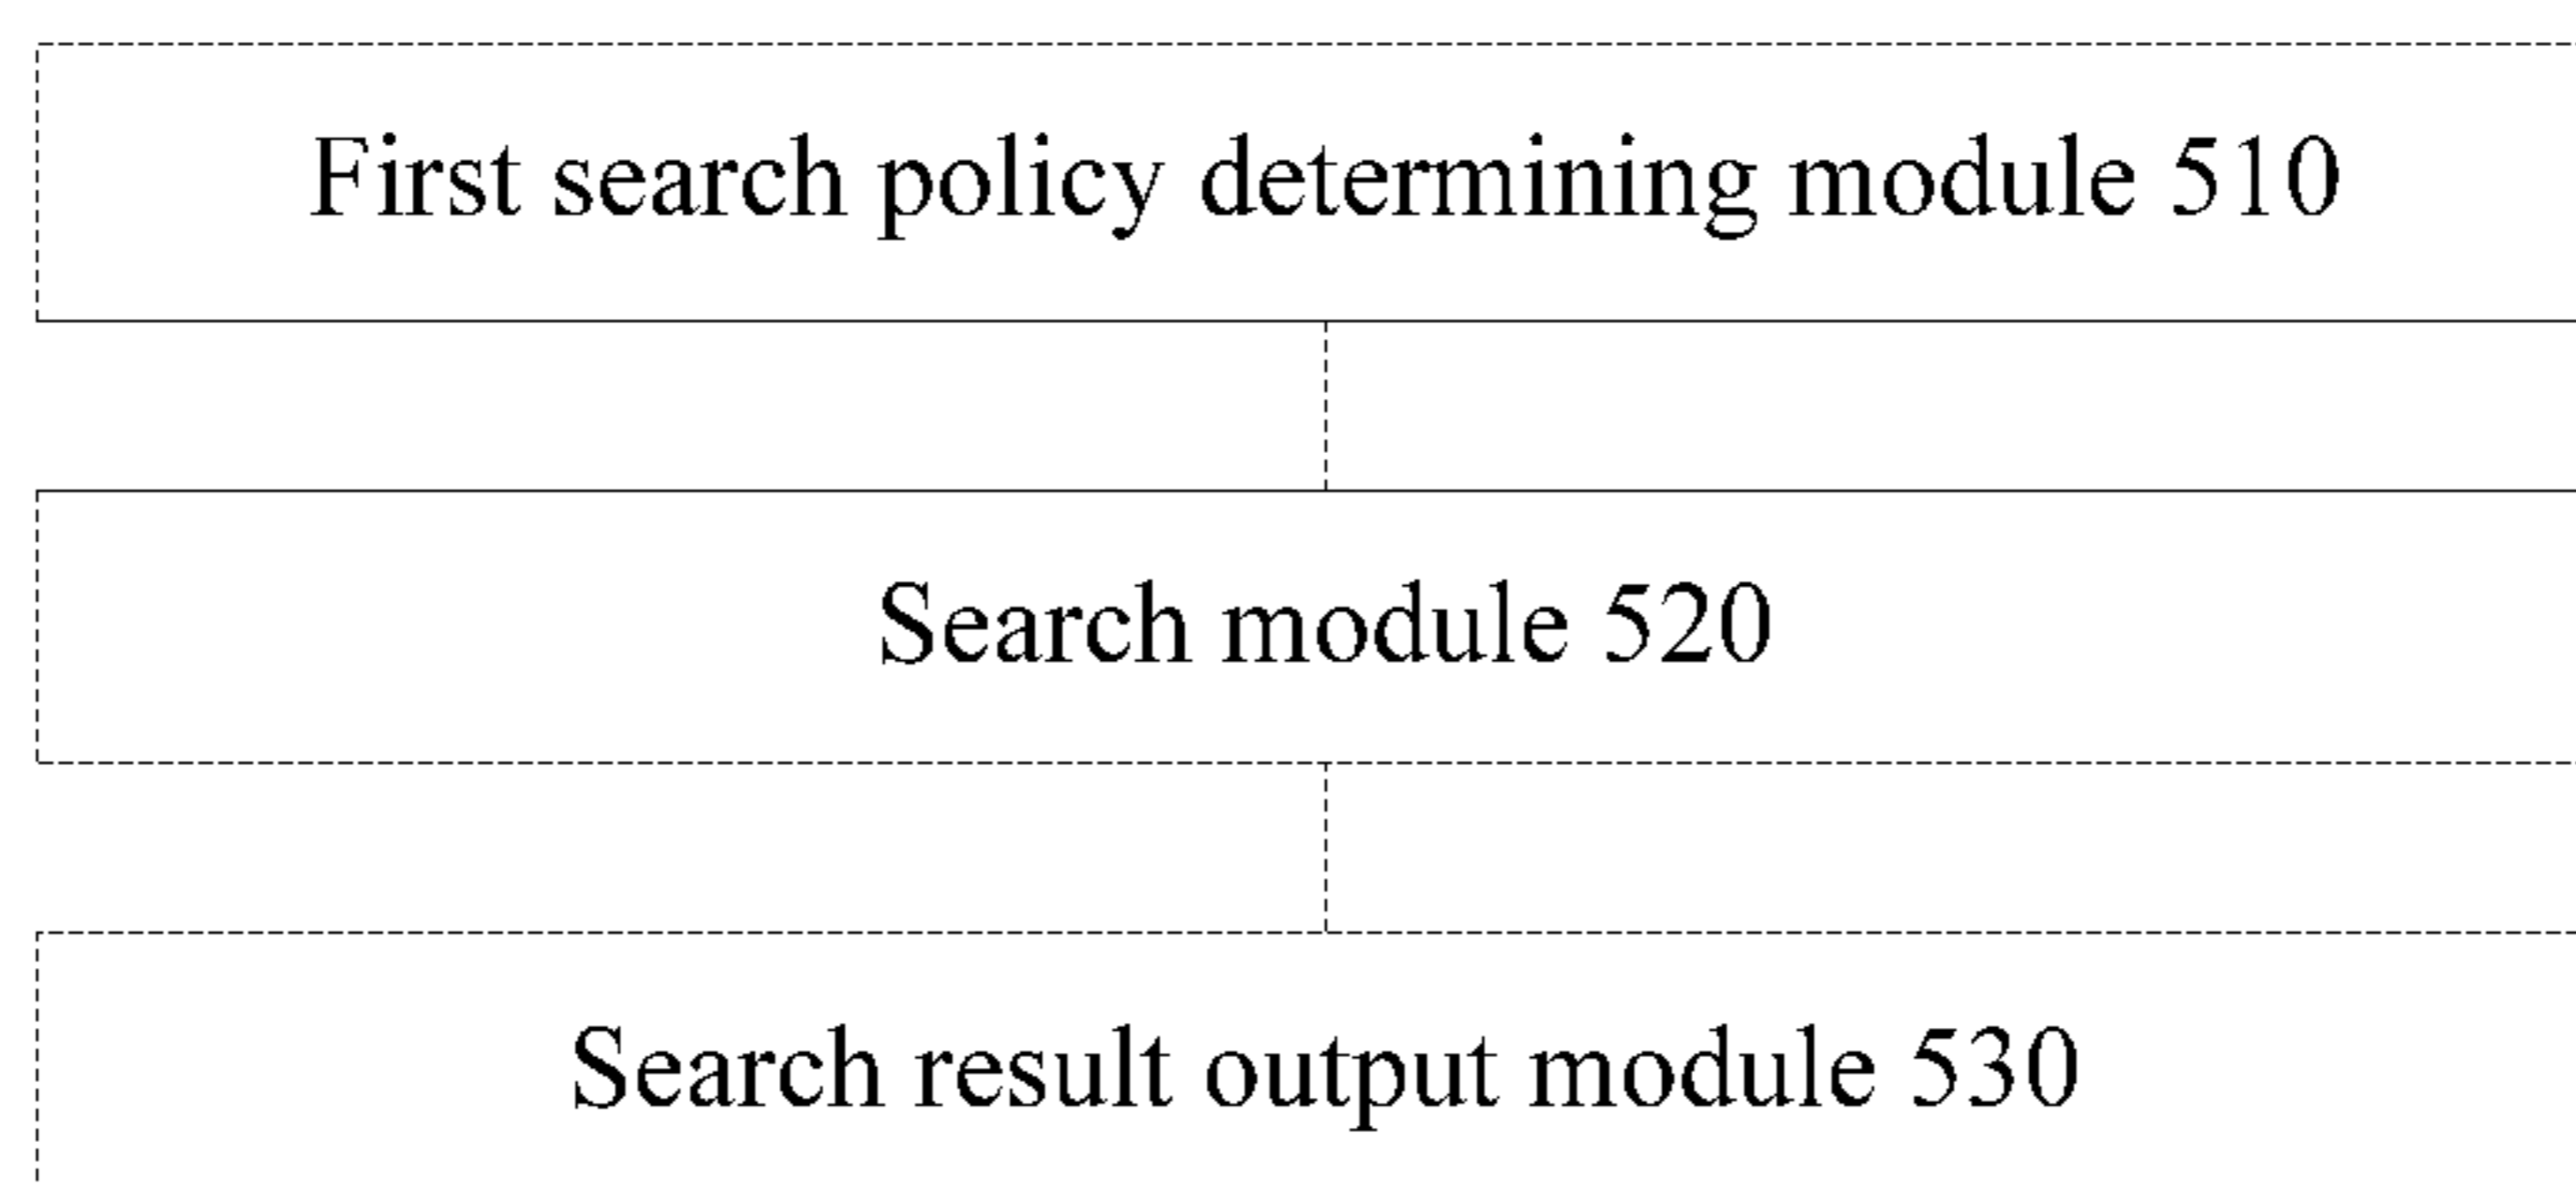 First search policy determining module 510
Search module 520
Search result output module 530